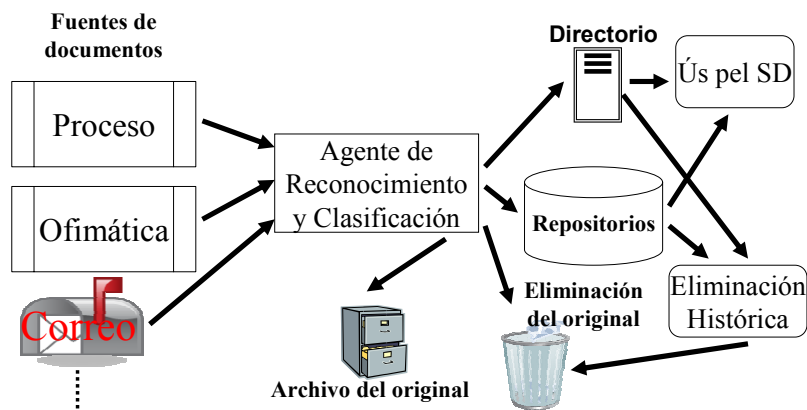 Fuentes de
documentos
Proceso
Ofimática
Correo
Agente de
Reconocimiento
y Clasificación
Directorio
Ús pel SD
Repositorios
Eliminación
Histórica
Eliminación
del original
Archivo del original